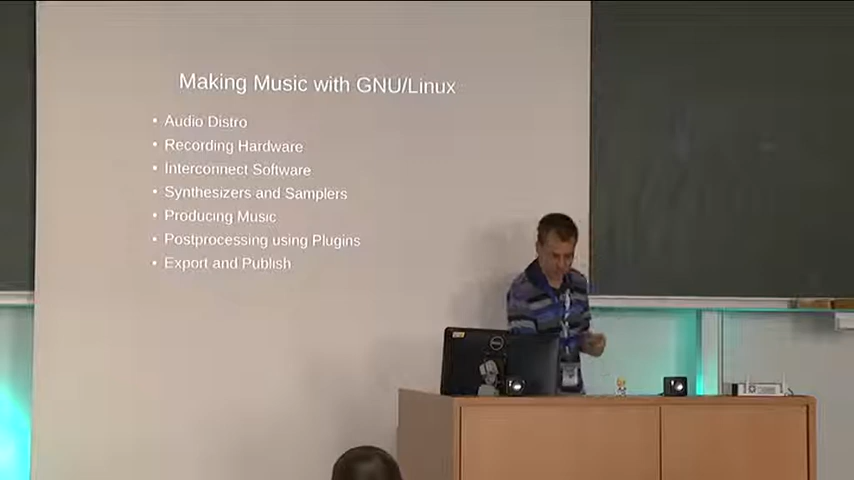 Making Music with GNU/Linux
• Audio Distro
• Recording Hardware
• Interconnect Software
• Synthesizers and Samplers
• Producing Music
• Postprocessing using Plugins
• Export and Publish
DELL